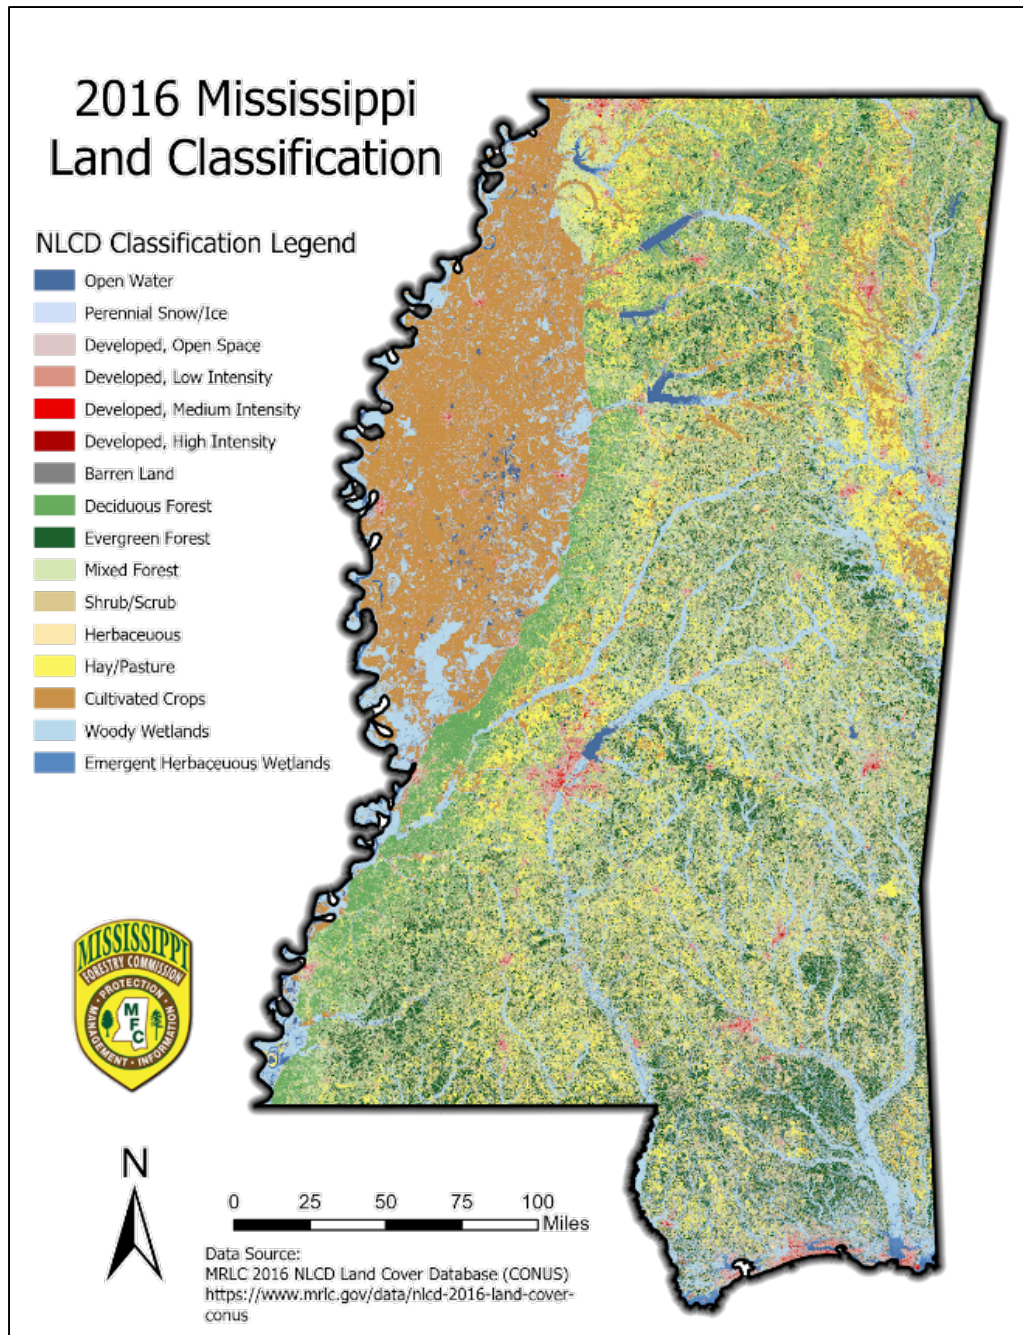 2016 Mississippi
Land Classification
NLCD Classification Legend
Open Water
Perennial Snow/Ice
Developed, Open Space
Developed, Low Intensity
Developed, Medium Intensity
Developed, High Intensity
Barren Land
Deciduous Forest
Evergreen Forest
Mixed Forest
Shrub/Scrub
Herbaceuous
Hay/Pasture
Cultivated Crops
Woody Wetlands
Emergent Herbaceuous Wetlands
MISSISSIPPI
FORESTRY COMMISSION
PROTECTION
MANAGEMENT • INFORMATION
M
F
C
N
0 25 50 75 100
Miles
Data Source:
MRLC 2016 NLCD Land Cover Database (CONUS)
https://www.mrlc.gov/data/nlcd-2016-land-cover-
conus